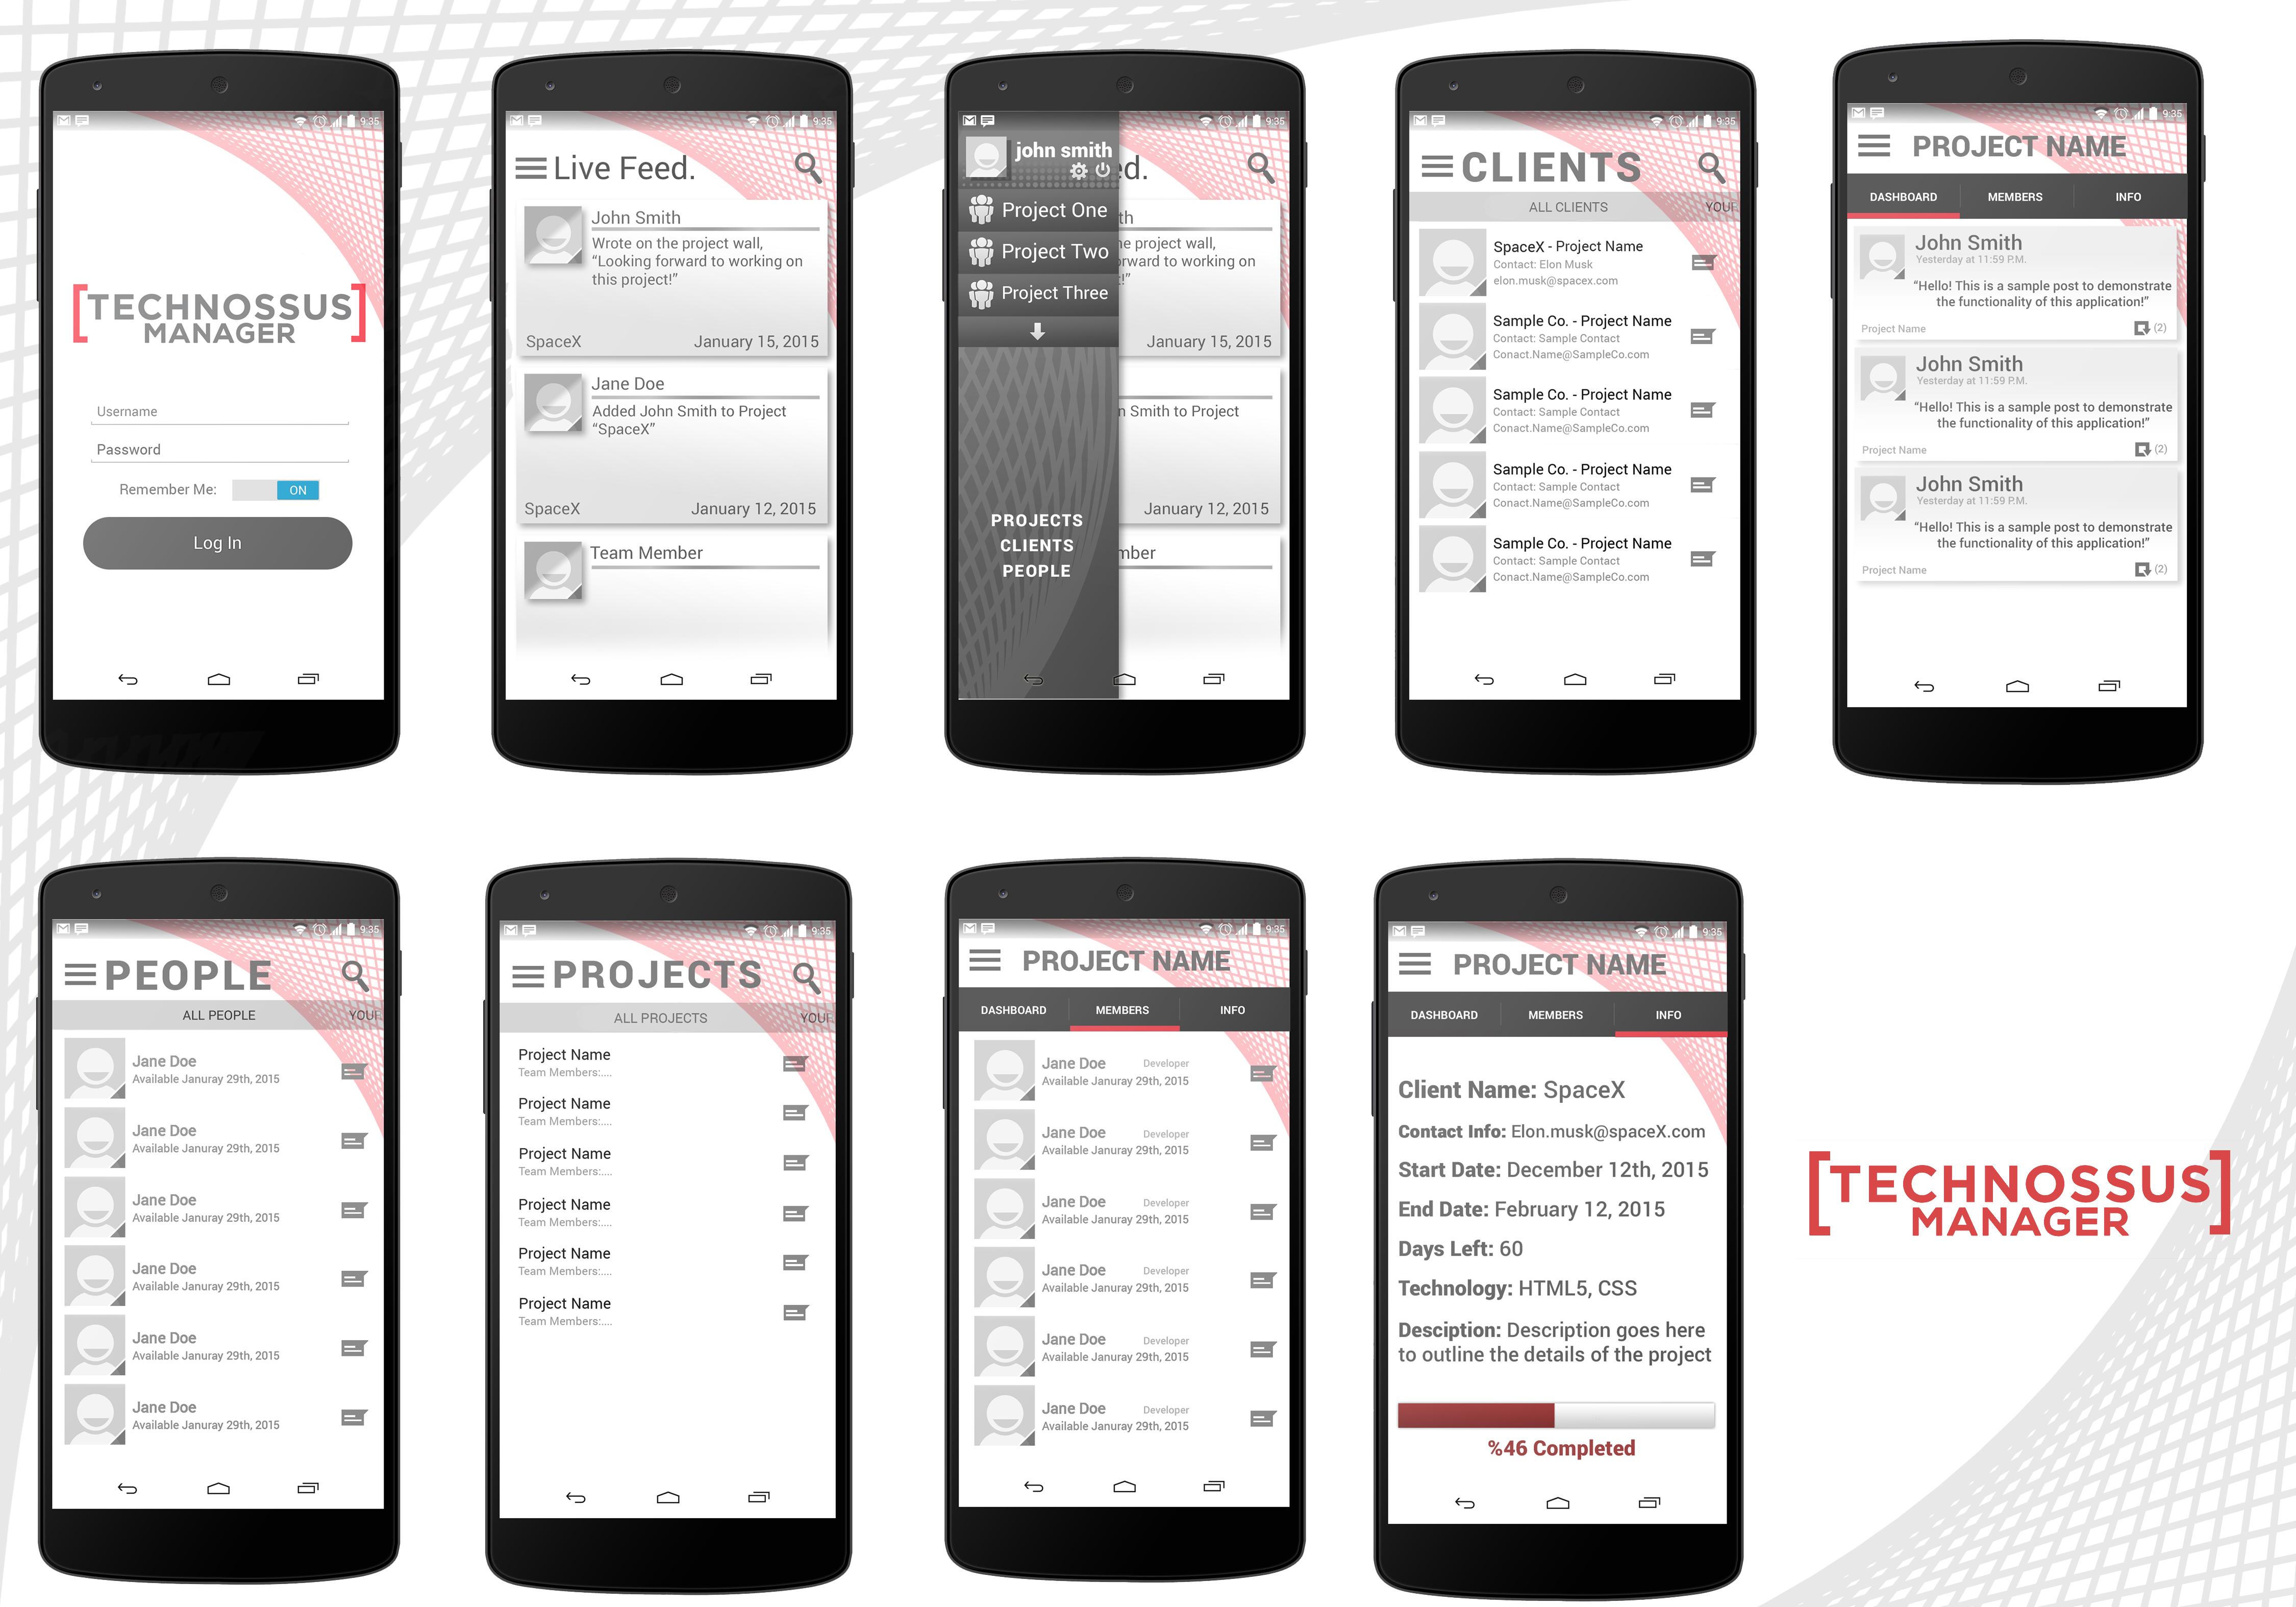 9:35
[TECHNOSSUS]
MANAGER
Username
Password
Remember Me: ON
Log In
9:35
Live Feed.
John Smith
Wrote on the project wall,
“Looking forward to working on
this project!”
SpaceX January 15, 2015
Jane Doe
Added John Smith to Project
“SpaceX”
SpaceX January 12, 2015
Team Member
9:35
john smith
ed.
Project One
th
Project Two
he project wall,
rward to working on
t!”
Project Three
January 15, 2015
n Smith to Project
January 12, 2015
PROJECTS
CLIENTS
PEOPLE
mber
9:35
CLIENTS
ALL CLIENTS YOUR
SpaceX - Project Name
Contact: Elon Musk
elon.musk@spacex.com
Sample Co. - Project Name
Contact: Sample Contact
Conact.Name@SampleCo.com
Sample Co. - Project Name
Contact: Sample Contact
Conact.Name@SampleCo.com
Sample Co. - Project Name
Contact: Sample Contact
Conact.Name@SampleCo.com
Sample Co. - Project Name
Contact: Sample Contact
Conact.Name@SampleCo.com
9:35
PROJECT NAME
DASHBOARD MEMBERS INFO
John Smith
Yesterday at 11:59 P.M.
“Hello! This is a sample post to demonstrate
the functionality of this application!”
Project Name (2)
John Smith
Yesterday at 11:59 P.M.
“Hello! This is a sample post to demonstrate
the functionality of this application!”
Project Name (2)
John Smith
Yesterday at 11:59 P.M.
“Hello! This is a sample post to demonstrate
the functionality of this application!”
Project Name (2)
9:35
PEOPLE
ALL PEOPLE YOUR
Jane Doe
Available Januray 29th, 2015
Jane Doe
Available Januray 29th, 2015
Jane Doe
Available Januray 29th, 2015
Jane Doe
Available Januray 29th, 2015
Jane Doe
Available Januray 29th, 2015
Jane Doe
Available Januray 29th, 2015
9:35
PROJECTS
ALL PROJECTS YOUR
Project Name
Team Members:....
Project Name
Team Members:....
Project Name
Team Members:....
Project Name
Team Members:....
Project Name
Team Members:....
Project Name
Team Members:....
9:35
PROJECT NAME
DASHBOARD MEMBERS INFO
Jane Doe Developer
Available Januray 29th, 2015
Jane Doe Developer
Available Januray 29th, 2015
Jane Doe Developer
Available Januray 29th, 2015
Jane Doe Developer
Available Januray 29th, 2015
Jane Doe Developer
Available Januray 29th, 2015
Jane Doe Developer
Available Januray 29th, 2015
9:35
PROJECT NAME
DASHBOARD MEMBERS INFO
Client Name: SpaceX
Contact Info: Elon.musk@spaceX.com
Start Date: December 12th, 2015
End Date: February 12, 2015
Days Left: 60
Technology: HTML5, CSS
Desciption: Description goes here
to outline the details of the project
%46 Completed
[TECHNOSSUS]
MANAGER